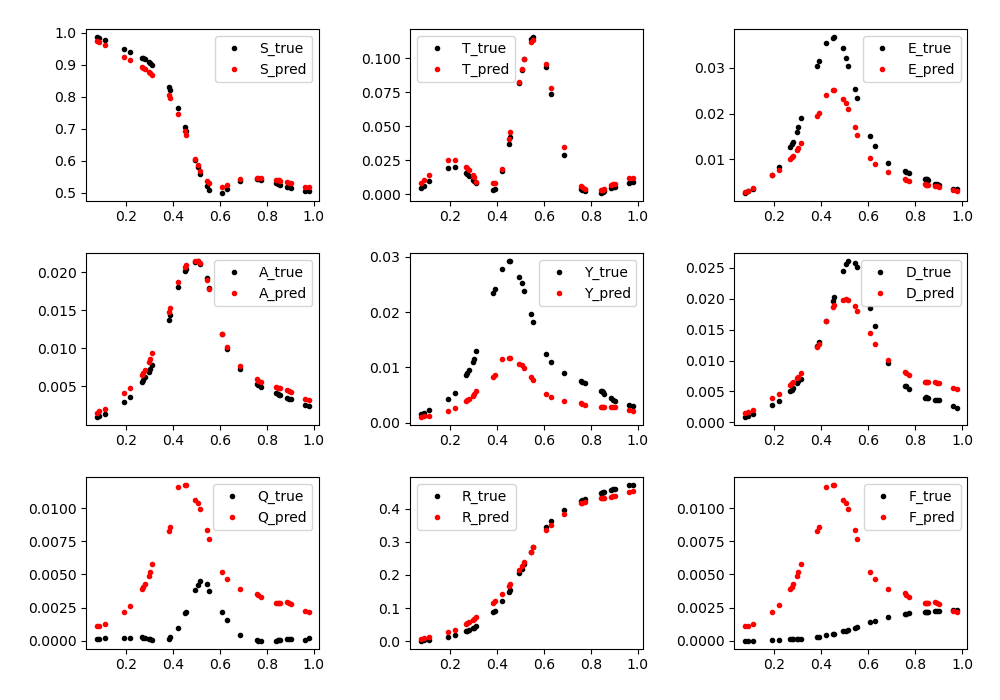 1.0
0.9
0.8
0.7
0.6
0.5
S_true
S_pred
0.2 0.4 0.6 0.8 1.0
0.100
0.075
0.050
0.025
0.000
T_true
T_pred
0.2 0.4 0.6 0.8 1.0
0.03
0.02
0.01
E_true
E_pred
0.2 0.4 0.6 0.8 1.0
0.020
0.015
0.010
0.005
A_true
A_pred
0.2 0.4 0.6 0.8 1.0
0.03
0.02
0.01
0.00
Y_true
Y_pred
0.2 0.4 0.6 0.8 1.0
0.025
0.020
0.015
0.010
0.005
0.000
D_true
D_pred
0.2 0.4 0.6 0.8 1.0
0.0100
0.0075
0.0050
0.0025
0.0000
Q_true
Q_pred
0.2 0.4 0.6 0.8 1.0
0.4
0.3
0.2
0.1
0.0
R_true
R_pred
0.2 0.4 0.6 0.8 1.0
0.0100
0.0075
0.0050
0.0025
0.0000
F_true
F_pred
0.2 0.4 0.6 0.8 1.0